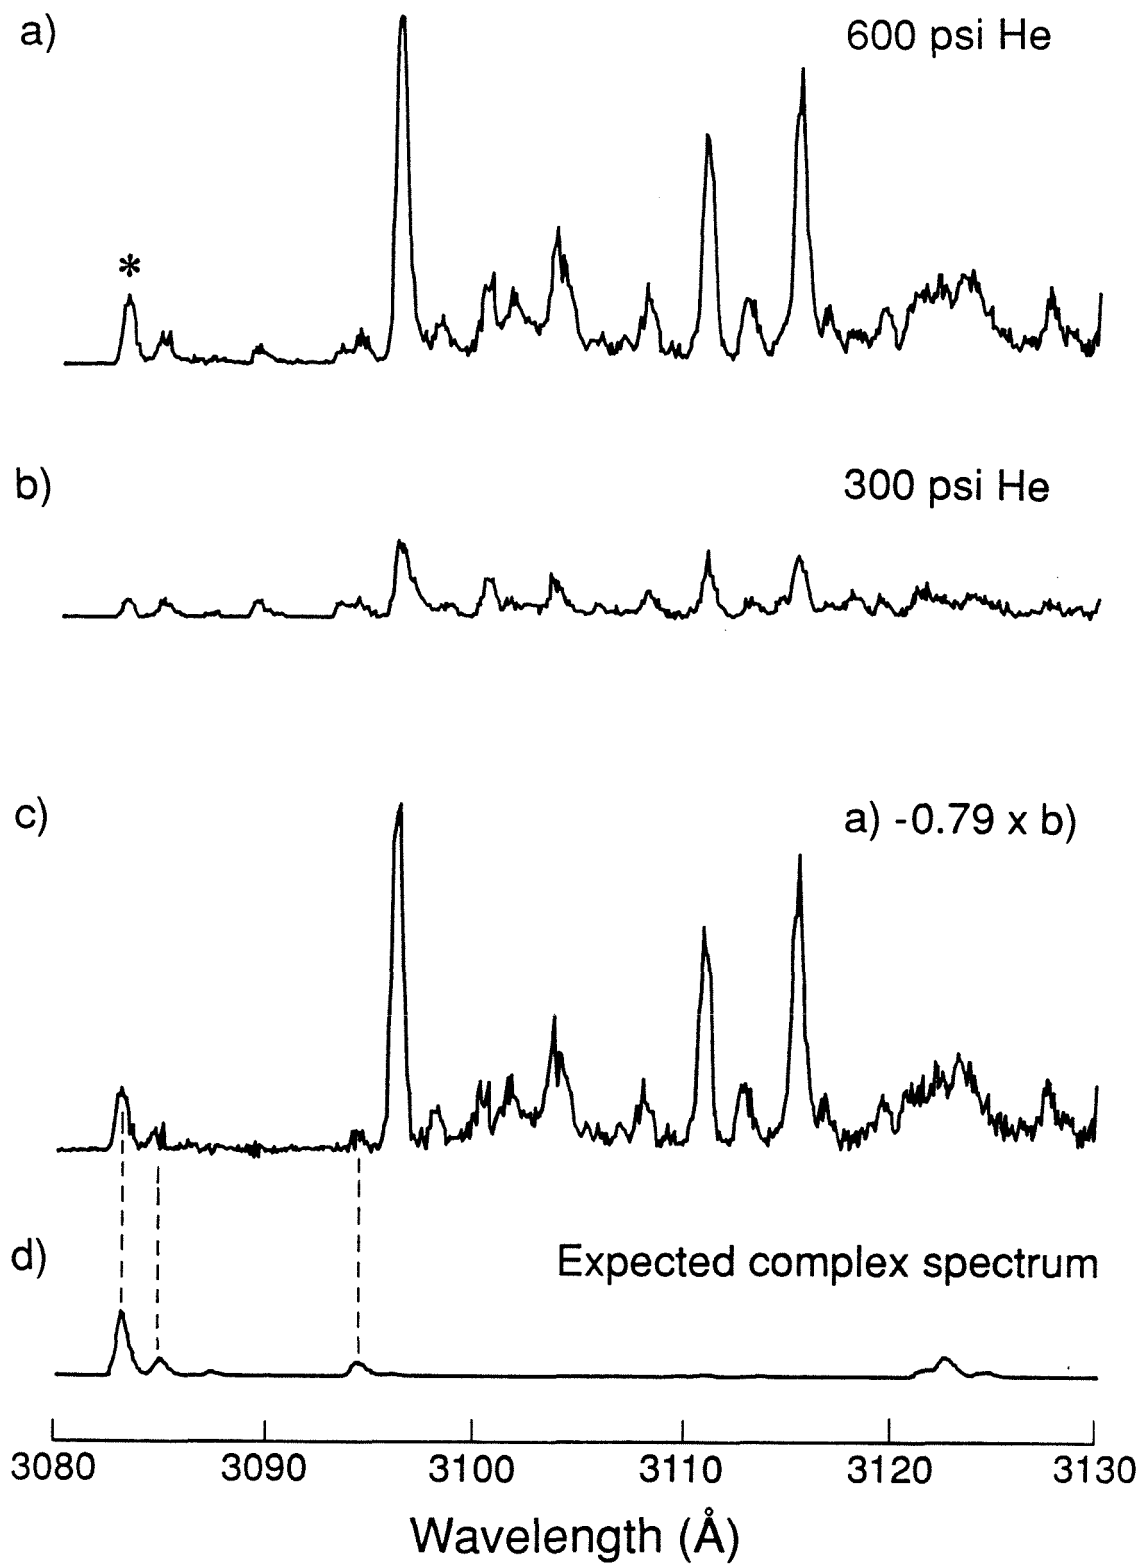 a)
600 psi He
*
b)
300 psi He
c)
a) -0.79 x b)
d)
Expected complex spectrum
3080 3090 3100 3110 3120 3130
Wavelength (Å)